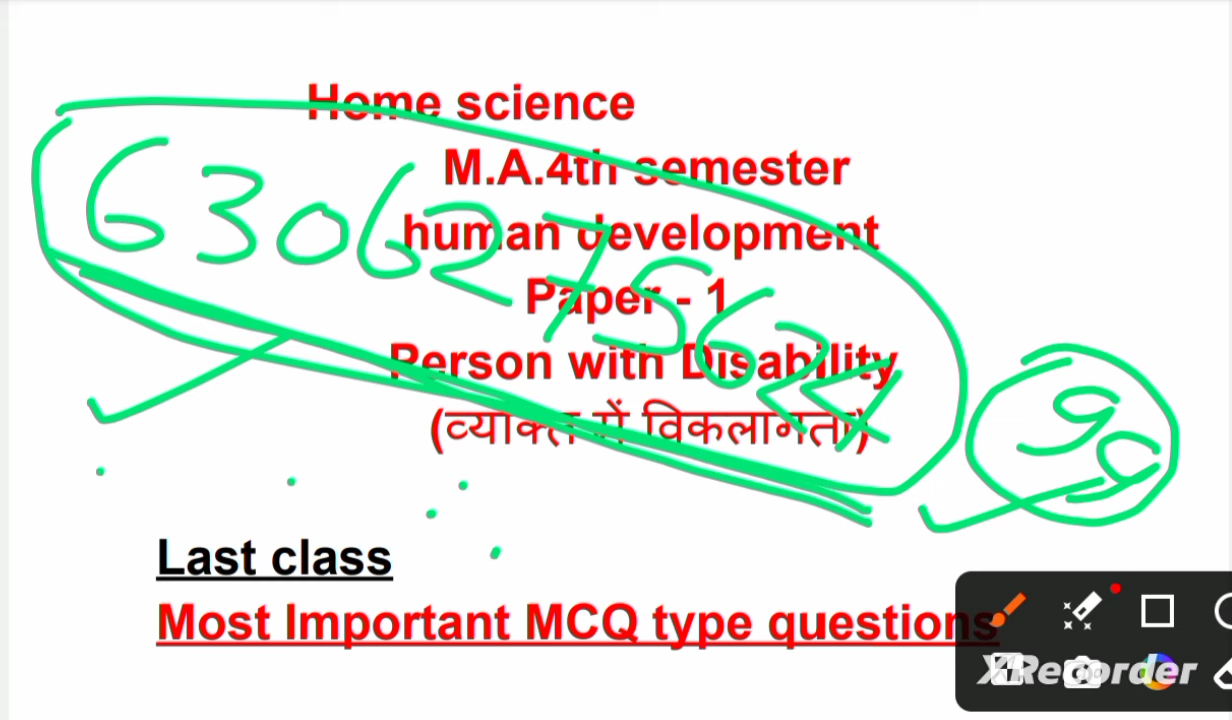 Home science
M.A.4th semester
human development
Paper - 1
Person with Disability
(व्यक्ति में विकलांगता)
6306275624
90
Last class
Most Important MCQ type questions
XRecorder